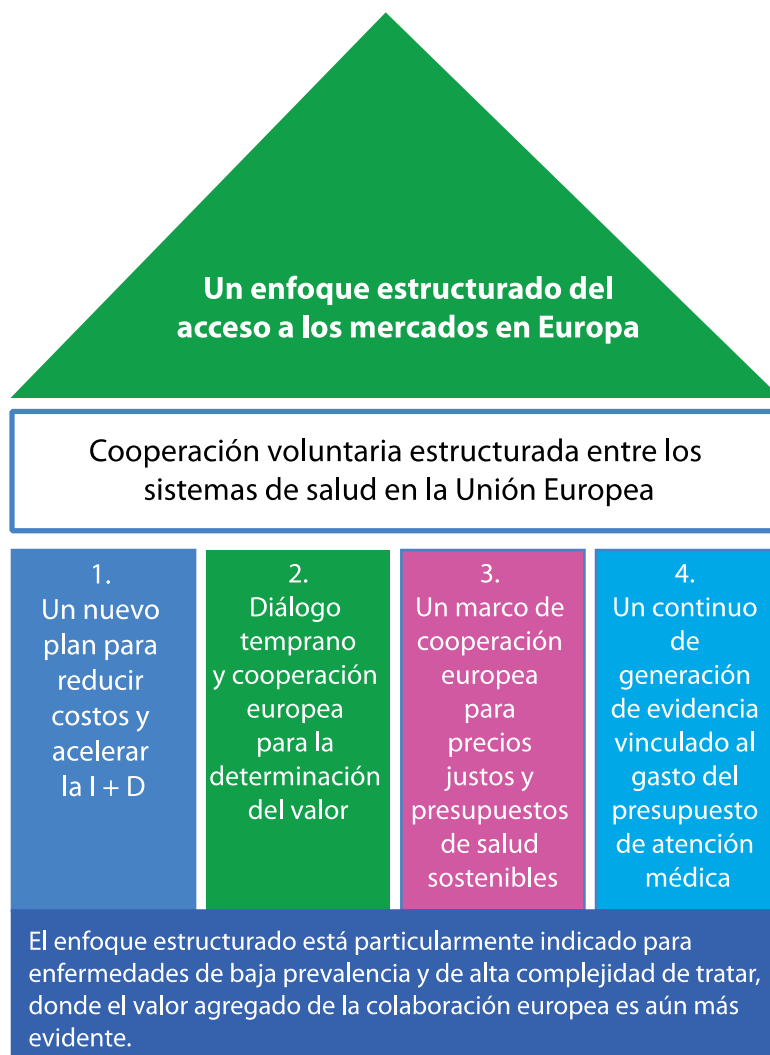 Un enfoque estructurado del
acceso a los mercados en Europa
Cooperación voluntaria estructurada entre los
sistemas de salud en la Unión Europea
1.
Un nuevo
plan para
reducir
costos y
acelerar
la I + D
2.
Diálogo
temprano
y cooperación
europea
para la
determinación
del valor
3.
Un marco de
cooperación
europea
para
precios
justos y
presupuestos
de salud
sostenibles
4.
Un continuo
de
generación
de evidencia
vinculado al
gasto del
presupuesto
de atención
médica
El enfoque estructurado está particularmente indicado para
enfermedades de baja prevalencia y de alta complejidad de tratar,
donde el valor agregado de la colaboración europea es aún más
evidente.